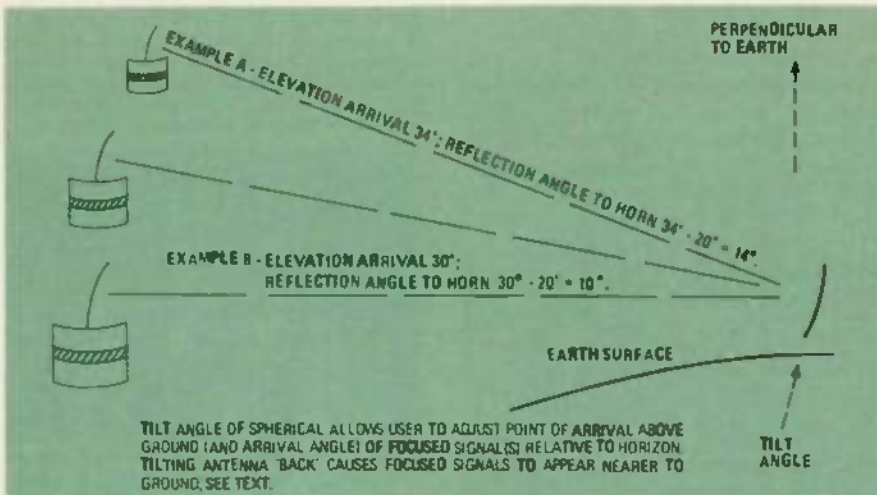 PERPENDICULAR
TO EARTH
EXAMPLE A - ELEVATION ARRIVAL 34°; REFLECTION ANGLE TO HORN 34° - 20° = 14°.
EXAMPLE B - ELEVATION ARRIVAL 30°;
REFLECTION ANGLE TO HORN 30° - 20° = 10°.
EARTH SURFACE
TILT ANGLE OF SPHERICAL ALLOWS USER TO ADJUST POINT OF ARRIVAL ABOVE
GROUND (AND ARRIVAL ANGLE) OF FOCUSED SIGNAL(S) RELATIVE TO HORIZON
TILTING ANTENNA 'BACK' CAUSES FOCUSED SIGNALS TO APPEAR NEARER TO
GROUND, SEE TEXT.
TILT
ANGLE